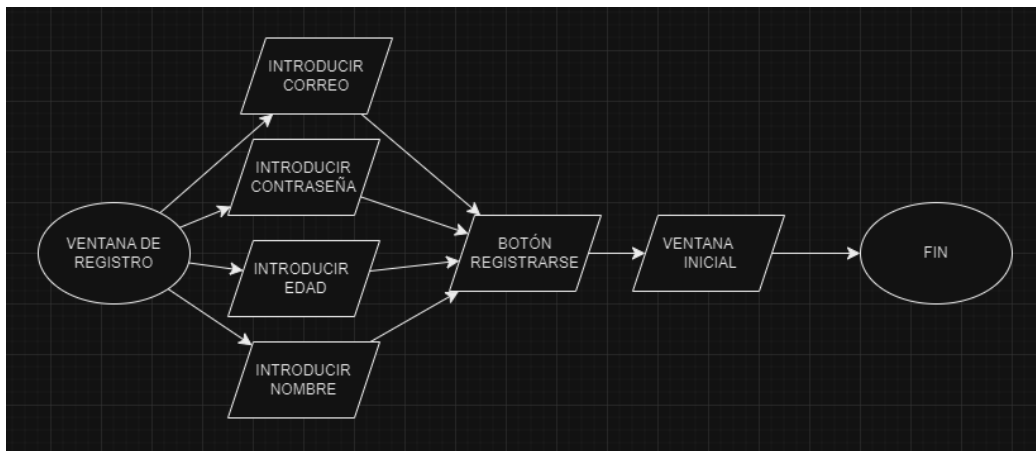 INTRODUCIR
CORREO
INTRODUCIR
CONTRASEÑA
VENTANA DE
REGISTRO
INTRODUCIR
EDAD
INTRODUCIR
NOMBRE
BOTÓN
REGISTRARSE
VENTANA
INICIAL
FIN